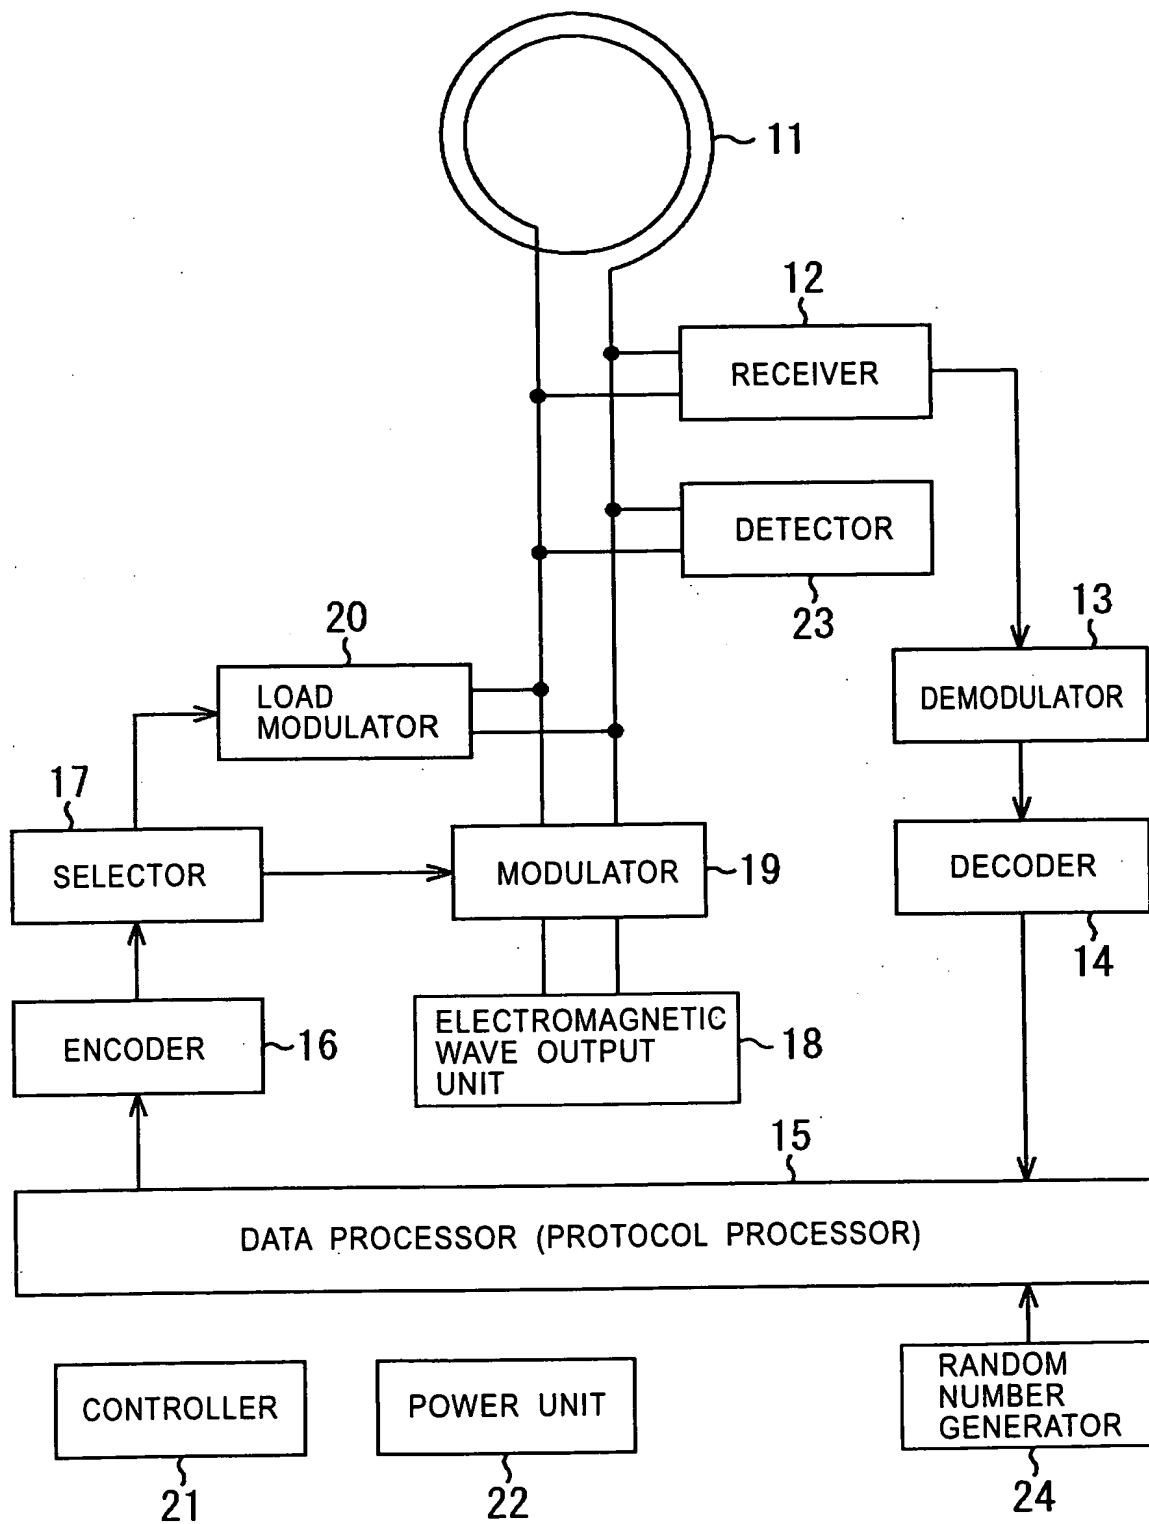 11
12
RECEIVER
DETECTOR
23
20
LOAD
MODULATOR
13
DEMODULATOR
17
SELECTOR
MODULATOR
19
DECODER
14
ENCODER
16
ELECTROMAGNETIC
WAVE OUTPUT
UNIT
18
15
DATA PROCESSOR (PROTOCOL PROCESSOR)
CONTROLLER
21
POWER UNIT
22
RANDOM
NUMBER
GENERATOR
24